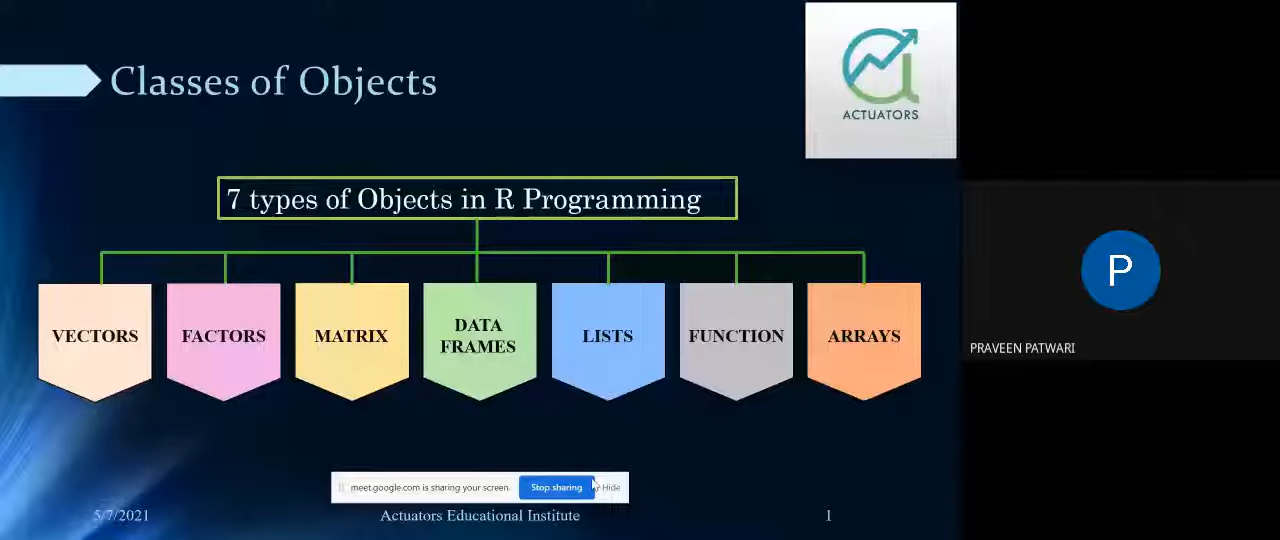 Classes of Objects
ACTUATORS
7 types of Objects in R Programming
VECTORS
FACTORS
MATRIX
DATA
FRAMES
LISTS
FUNCTION
ARRAYS
P
PRAVEEN PATWARI
meet.google.com is sharing your screen.
Stop sharing
Hide
5/7/2021
Actuators Educational Institute
1